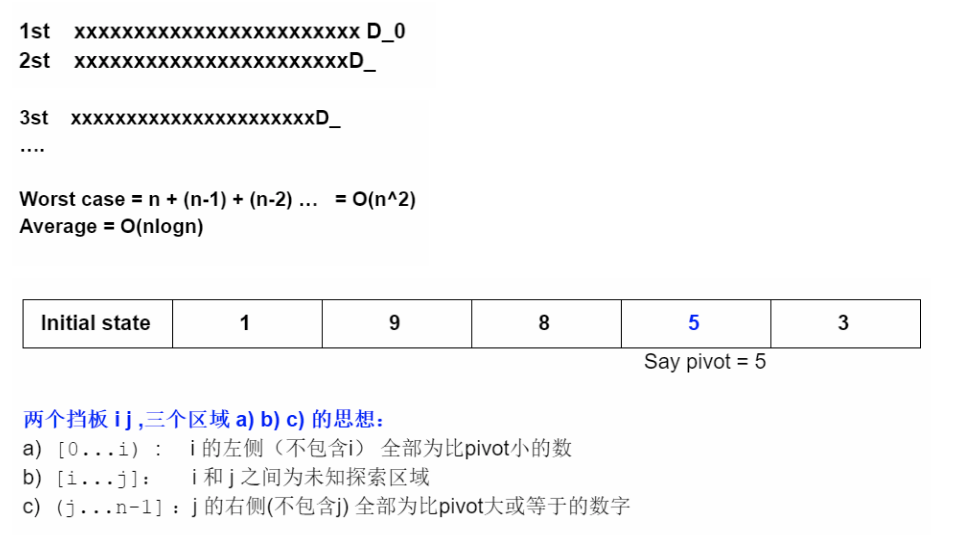 1st xxxxxxxxxxxxxxxxxxxxxxxx D_0
2st xxxxxxxxxxxxxxxxxxxxxxxD_
3st xxxxxxxxxxxxxxxxxxxxxD_
....
Worst case = n + (n-1) + (n-2) … = O(n^2)
Average = O(nlogn)
Initial state 1 9 8 5 3
Say pivot = 5
两个挡板 i j ,三个区域 a) b) c) 的思想：
a) [0...i) : i 的左侧（不包含i） 全部为比pivot小的数
b) [i...j]： i 和 j 之间为未知探索区域
c) (j...n-1]：j 的右侧(不包含j) 全部为比pivot大或等于的数字